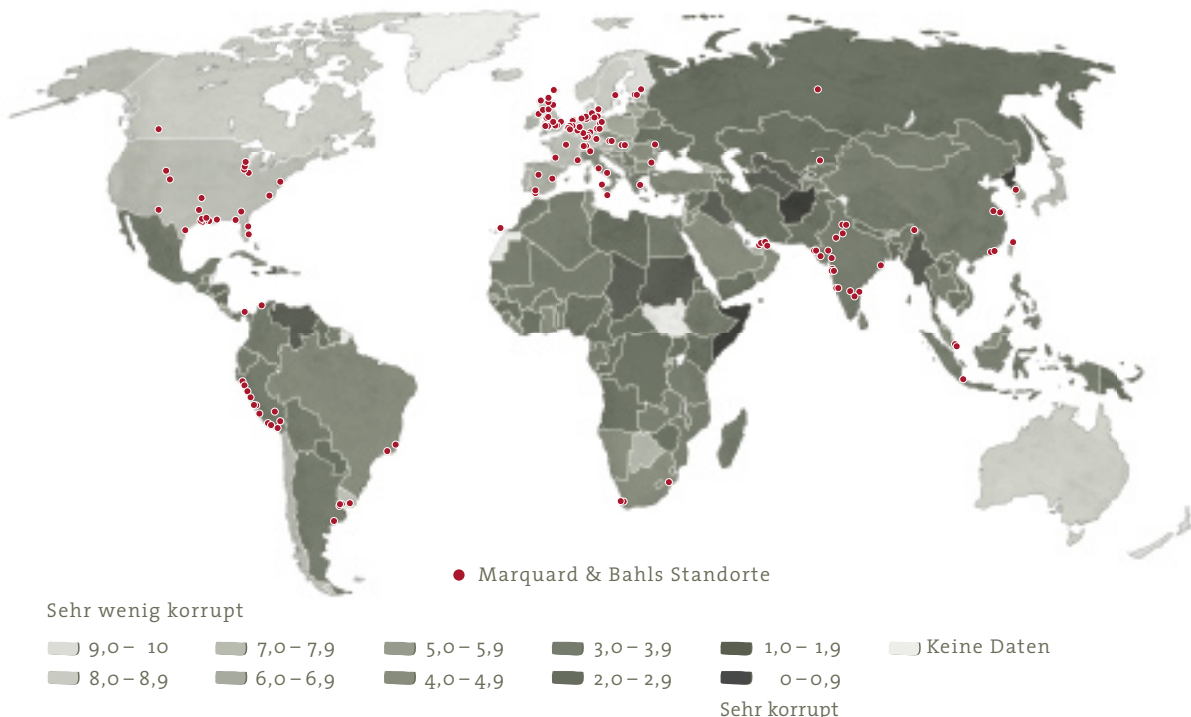 Marquard & Bahls Standorte
Sehr wenig korrupt
9,0 – 10
7,0 – 7,9
5,0 – 5,9
3,0 – 3,9
1,0 – 1,9
Keine Daten
8,0 – 8,9
6,0 – 6,9
4,0 – 4,9
2,0 – 2,9
0 – 0,9
Sehr korrupt